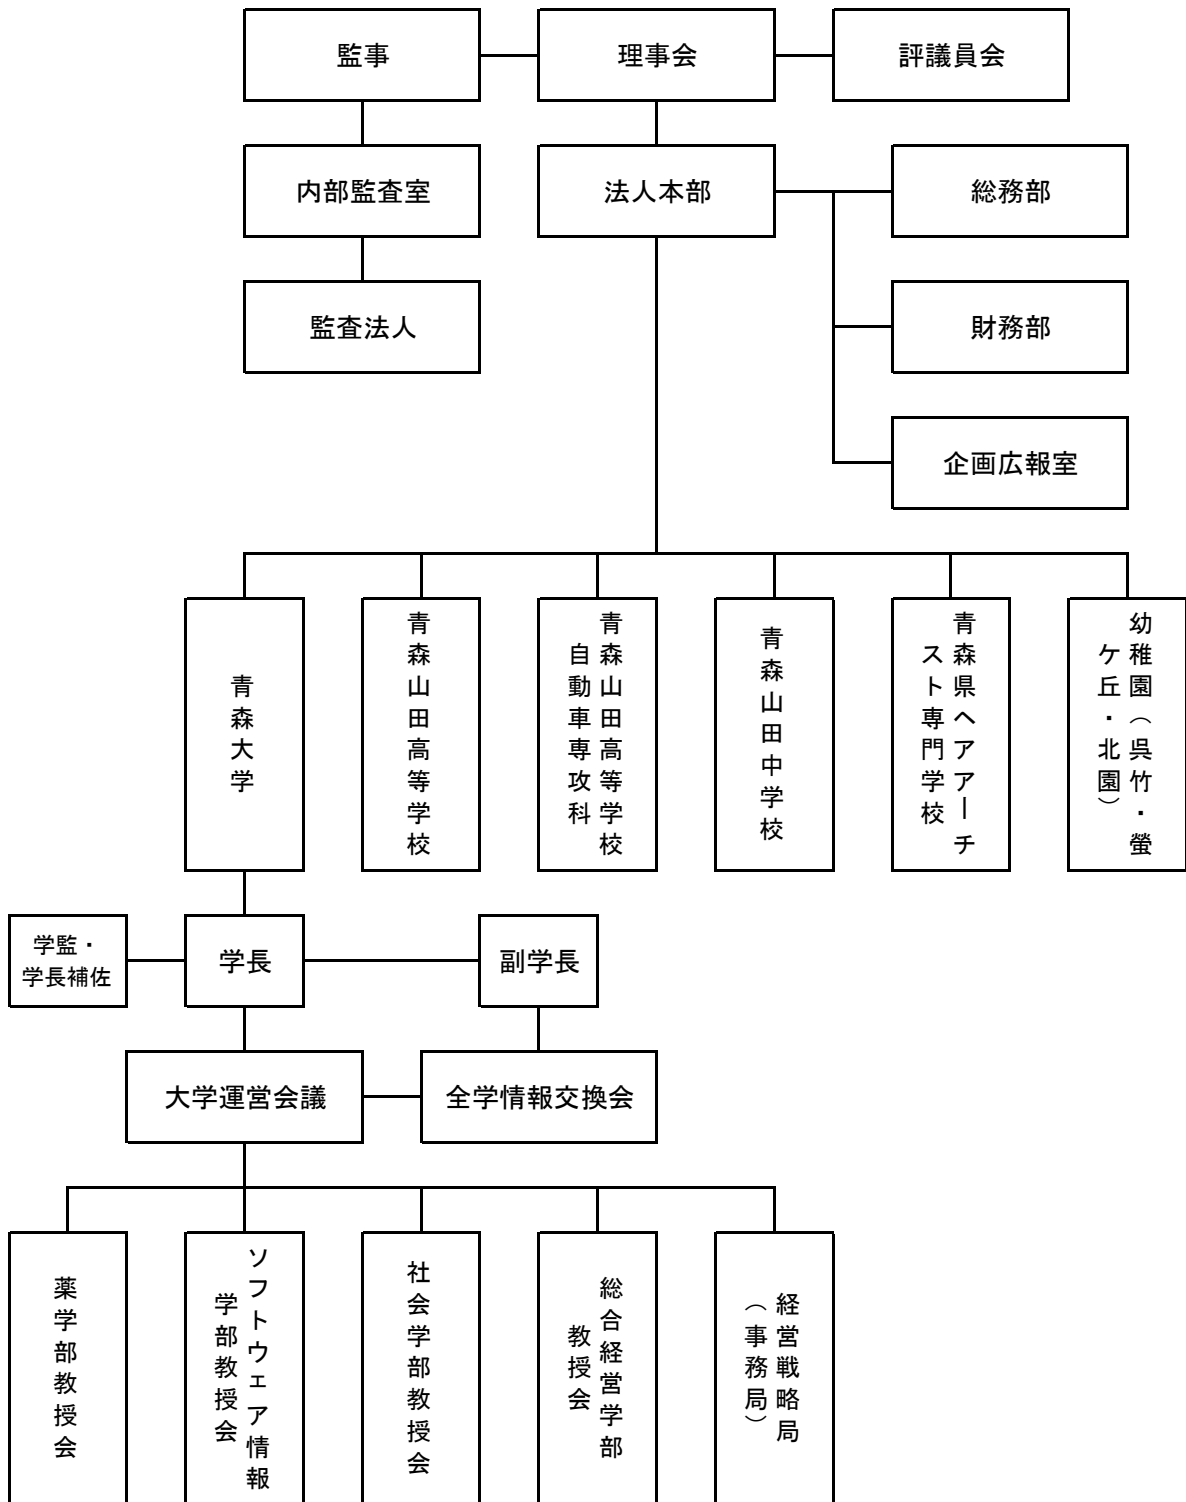 監事
理事会
評議員会
内部監査室
法人本部
総務部
監査法人
財務部
企画広報室
青森大学
青森山田高等学校
青森山田高等学校
自動車専攻科
青森山田中学校
青森県ヘアアーチ
スト専門学校
幼稚園（呉竹・螢
ケ丘・北園）
学監・
学長補佐
学長
副学長
大学運営会議
全学情報交換会
薬学部教授会
ソフトウェア情報
学部教授会
社会学部教授会
総合経営学部
教授会
経営戦略局
（事務局）